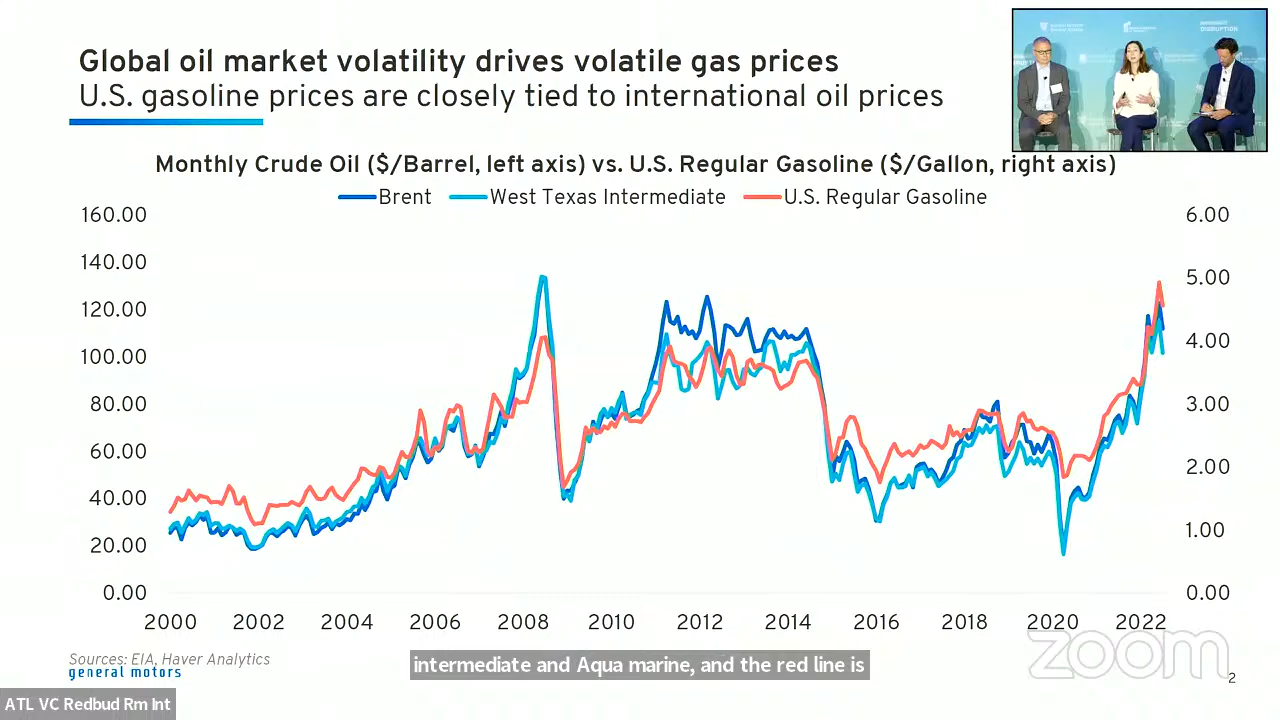 Global oil market volatility drives volatile gas prices
U.S. gasoline prices are closely tied to international oil prices
Monthly Crude Oil ($/Barrel, left axis) vs. U.S. Regular Gasoline ($/Gallon, right axis)
Brent West Texas Intermediate U.S. Regular Gasoline
160.00 6.00
140.00
5.00
120.00
4.00
100.00
80.00 3.00
60.00
2.00
40.00
1.00
20.00
0.00 0.00
2000 2002 2004 2006 2008 2010 2012 2014 2016 2018 2020 2022
zoom
Sources: EIA, Haver Analytics
general motors
intermediate and Aqua marine, and the red line is
2
ATL VC Redbud Rm Int
DISRUPTION